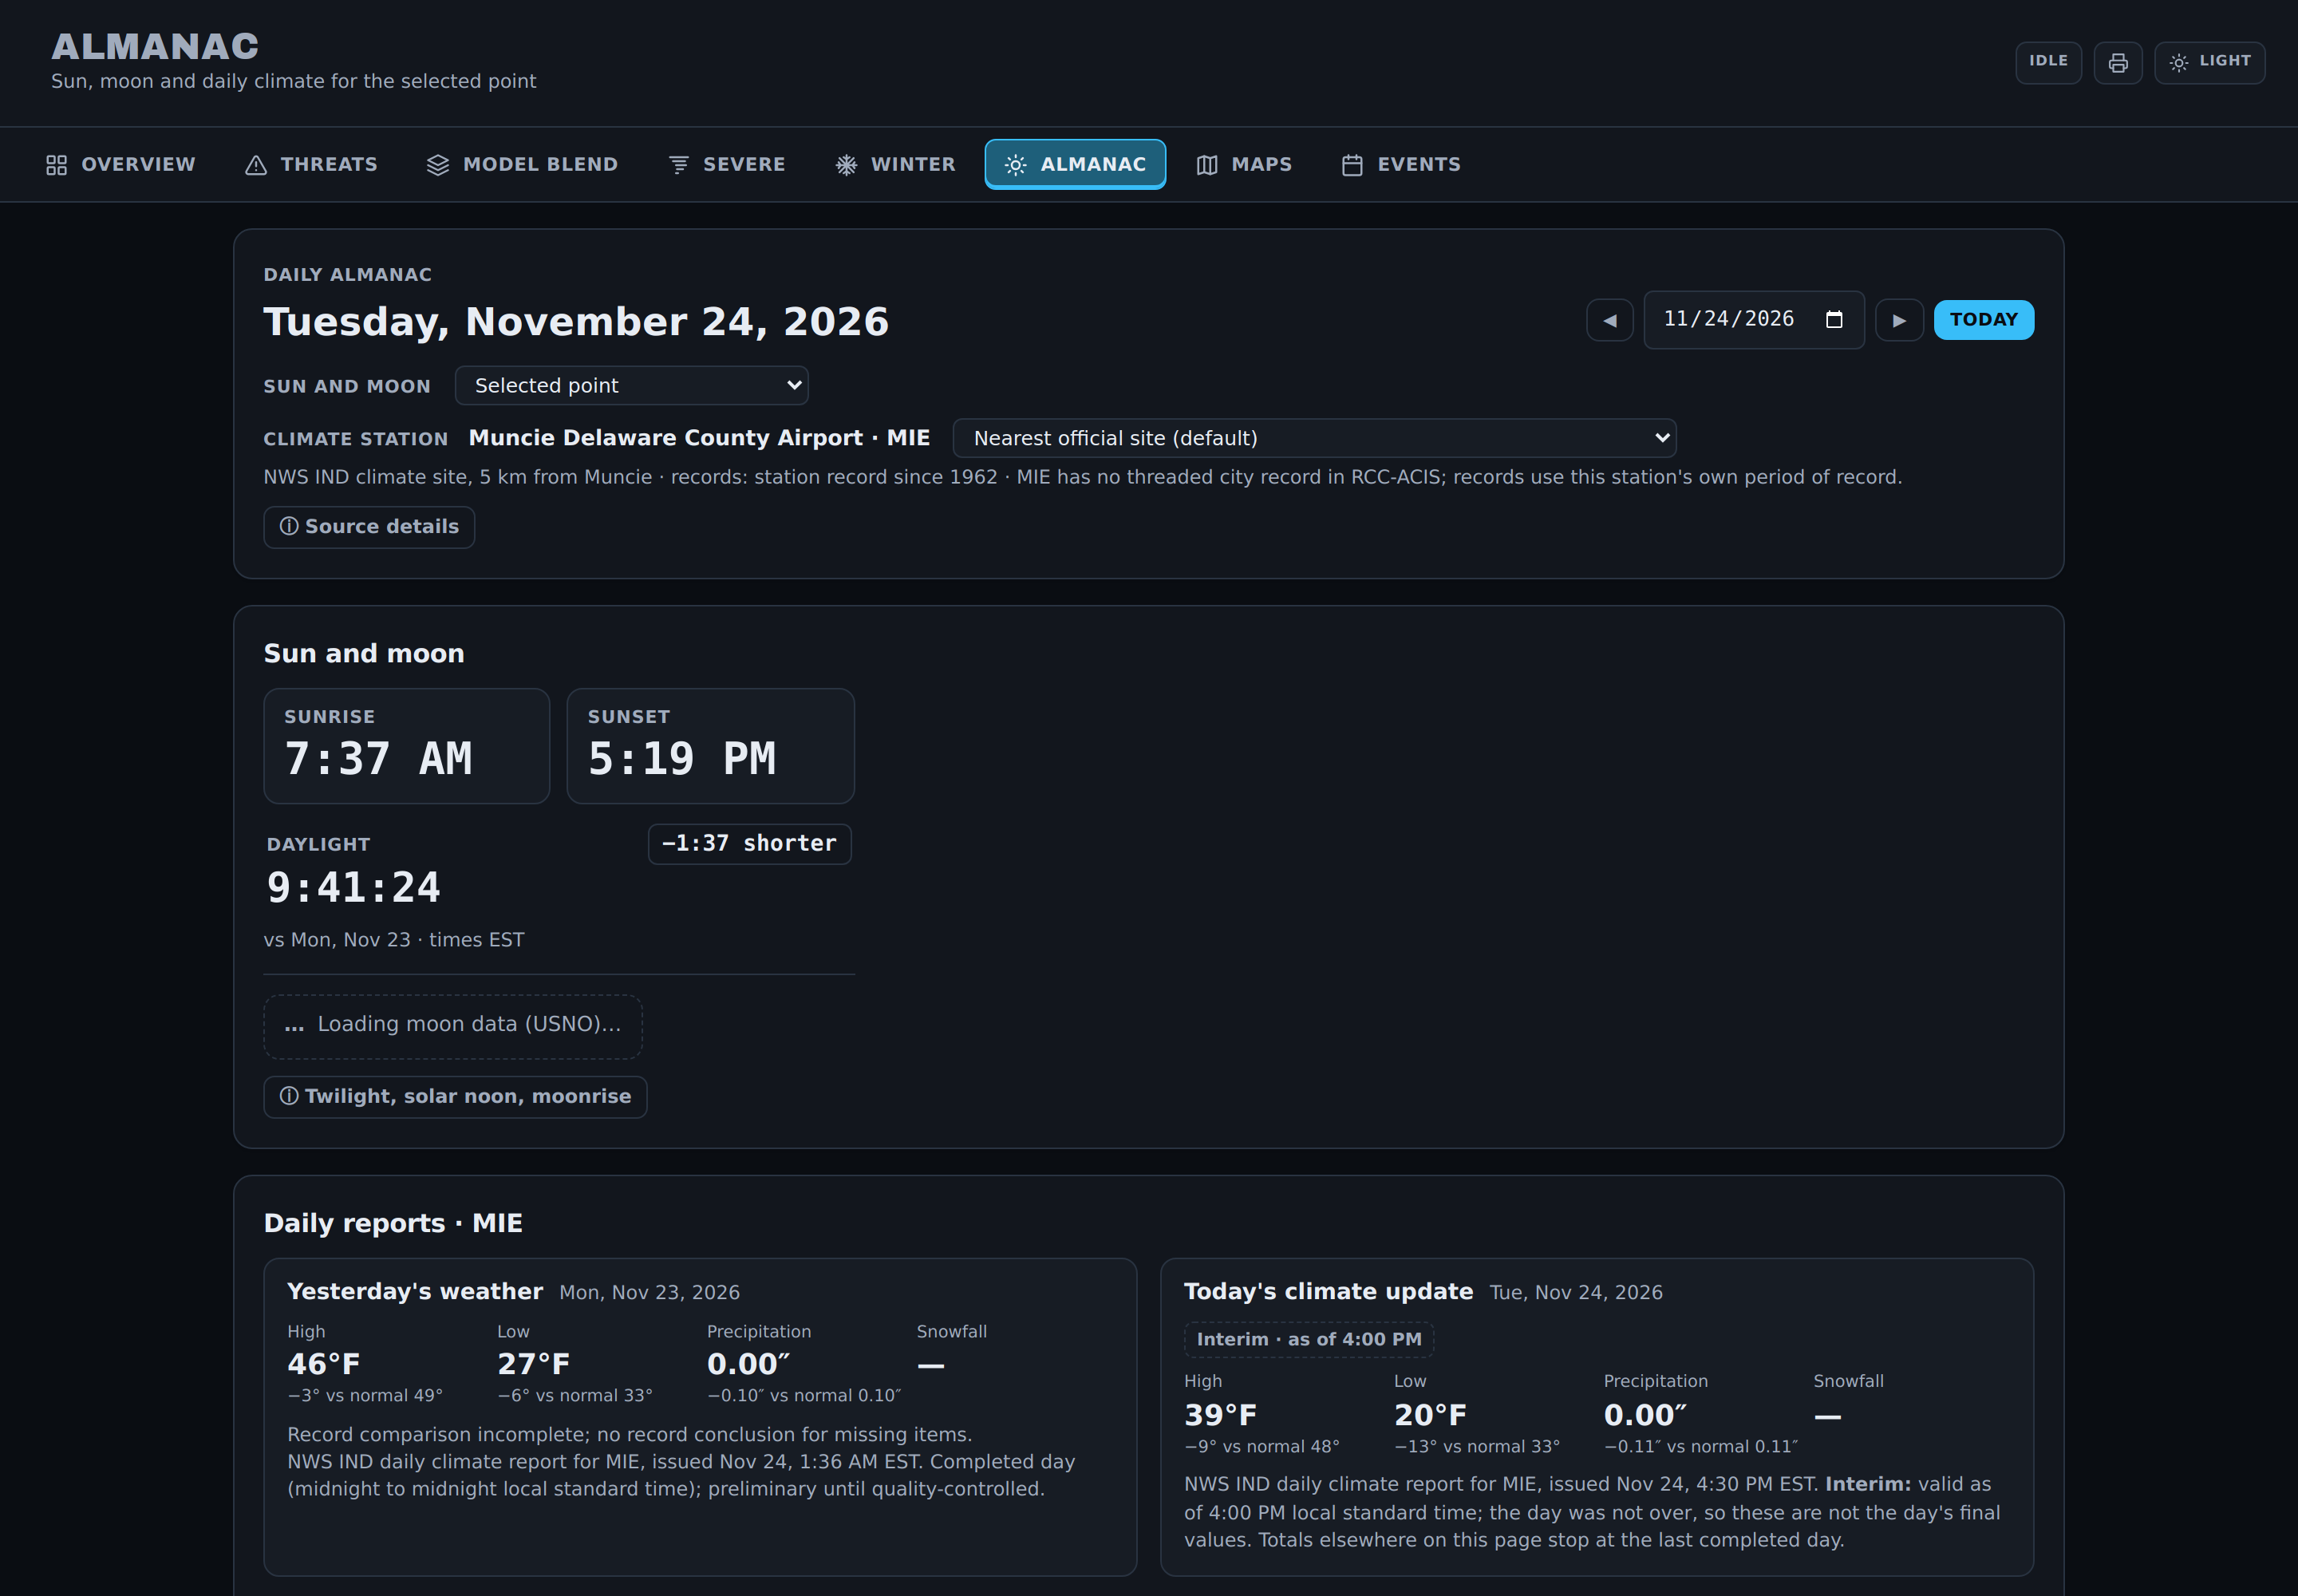 ALMANAC
Sun, moon and daily climate for the selected point
IDLE
LIGHT
OVERVIEW
THREATS
MODEL BLEND
SEVERE
WINTER
ALMANAC
MAPS
EVENTS
DAILY ALMANAC
Tuesday, November 24, 2026
◀
11/24/2026
▶
TODAY
SUN AND MOON
Selected point
CLIMATE STATION
Muncie Delaware County Airport · MIE
Nearest official site (default)
NWS IND climate site, 5 km from Muncie · records: station record since 1962 · MIE has no threaded city record in RCC-ACIS; records use this station's own period of record.
ⓘ Source details
Sun and moon
SUNRISE
7:37 AM
SUNSET
5:19 PM
DAYLIGHT
−1:37 shorter
9:41:24
vs Mon, Nov 23 · times EST
… Loading moon data (USNO)…
ⓘ Twilight, solar noon, moonrise
Daily reports · MIE
Yesterday's weather Mon, Nov 23, 2026
High
46°F
−3° vs normal 49°
Low
27°F
−6° vs normal 33°
Precipitation
0.00″
−0.10″ vs normal 0.10″
Snowfall
—
Record comparison incomplete; no record conclusion for missing items.
NWS IND daily climate report for MIE, issued Nov 24, 1:36 AM EST. Completed day
(midnight to midnight local standard time); preliminary until quality-controlled.
Today's climate update Tue, Nov 24, 2026
Interim · as of 4:00 PM
High
39°F
−9° vs normal 48°
Low
20°F
−13° vs normal 33°
Precipitation
0.00″
−0.11″ vs normal 0.11″
Snowfall
—
NWS IND daily climate report for MIE, issued Nov 24, 4:30 PM EST. Interim: valid as
of 4:00 PM local standard time; the day was not over, so these are not the day's final
values. Totals elsewhere on this page stop at the last completed day.